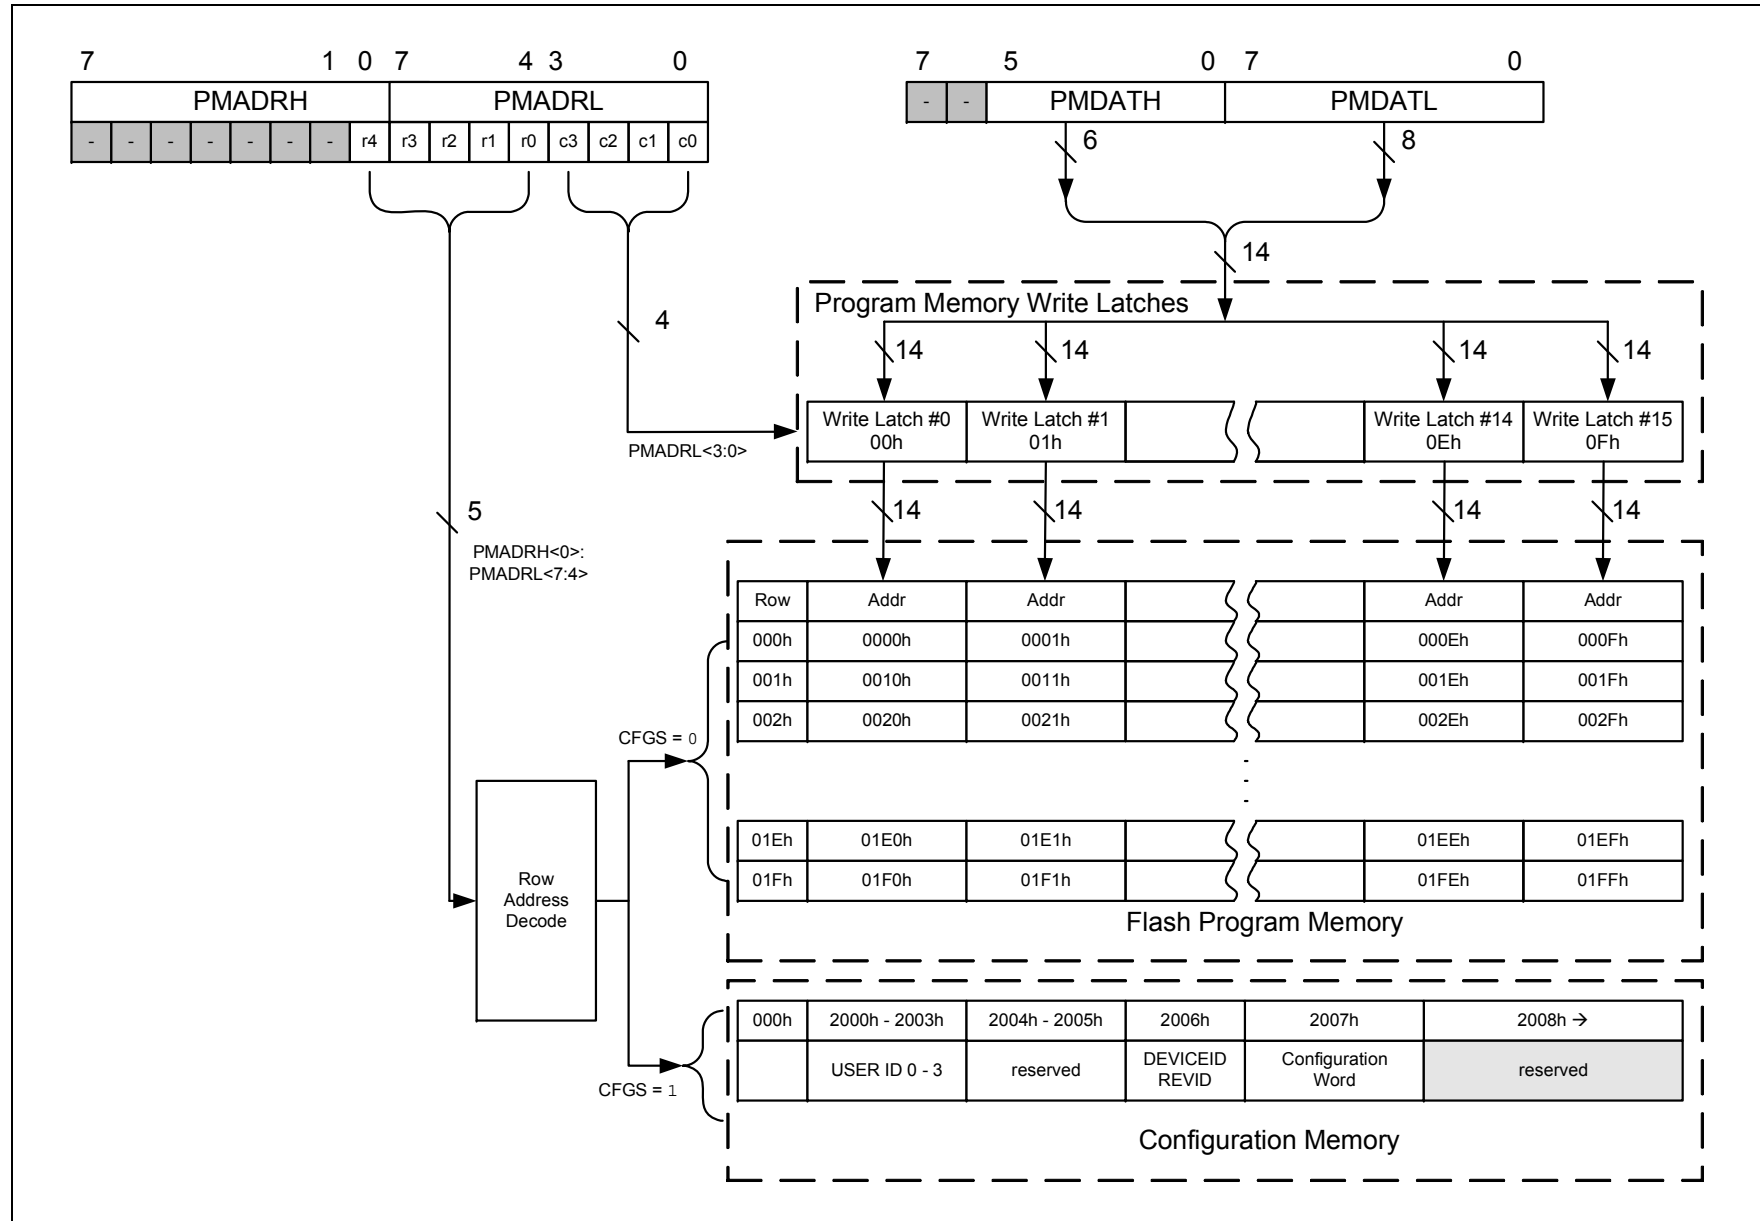 7 1 0 7 4 3 0 7 5 0 7 0
PMADRH PMADRL - - PMDATH PMDATL
- - - - - - - r4 r3 r2 r1 r0 c3 c2 c1 c0
6 8
14
Program Memory Write Latches
4
14 14 14 14
Write Latch #0 Write Latch #1 Write Latch #14 Write Latch #15
00h 01h 0Eh 0Fh
PMADRL<3:0>
14 14 14 14
5
PMADRH<0>:
PMADRL<7:4>
Row Addr Addr Addr Addr
000h 0000h 0001h 000Eh 000Fh
001h 0010h 0011h 001Eh 001Fh
002h 0020h 0021h 002Eh 002Fh
CFGS = 0
01Eh 01E0h 01E1h 01EEh 01EFh
01Fh 01F0h 01F1h 01FEh 01FFh
Row
Address
Decode
Flash Program Memory
000h 2000h - 2003h 2004h - 2005h 2006h 2007h 2008h →
USER ID 0 - 3 reserved DEVICEID Configuration reserved
REVID Word
CFGS = 1
Configuration Memory